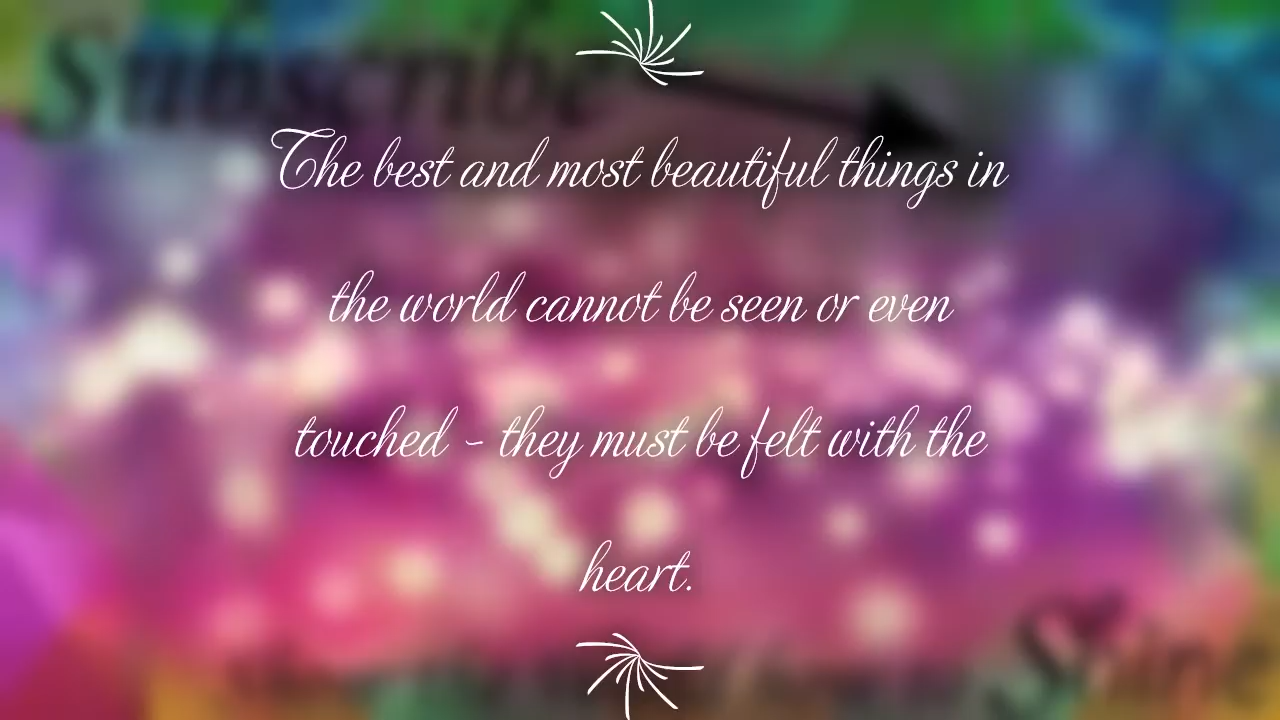 Subscribe
The best and most beautiful things in
the world cannot be seen or even
touched - they must be felt with the
heart.